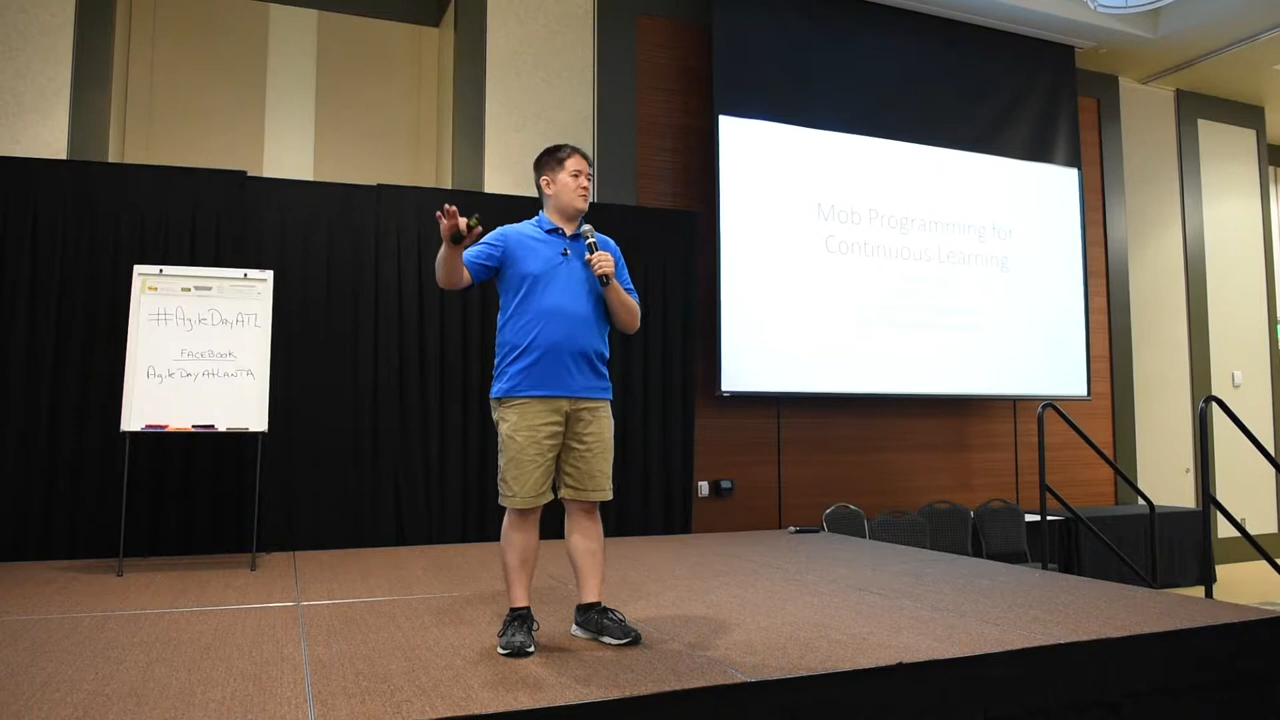 #AgileDayATL
FACEBOOK
AgileDayATLANTA
Mob Programming for
Continuous Learning